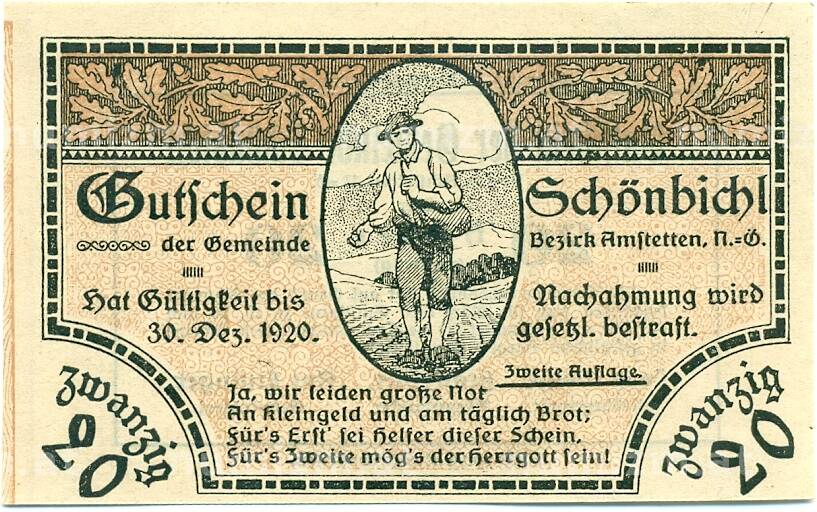 Gutschein
der Gemeinde
Hat Gültigkeit bis
30. Dez. 1920.
Schönbichl
Bezirk Amstetten, N.=Ö.
Nachahmung wird
gesetzl. bestraft.
Zweite Auflage.
Ja, wir leiden große Not
An Kleingeld und am täglich Brot;
Für's Erst' sei Helfer dieser Schein,
Für's Zweite mög's der Herrgott sein!
zwanzig
20
zwanzig
20